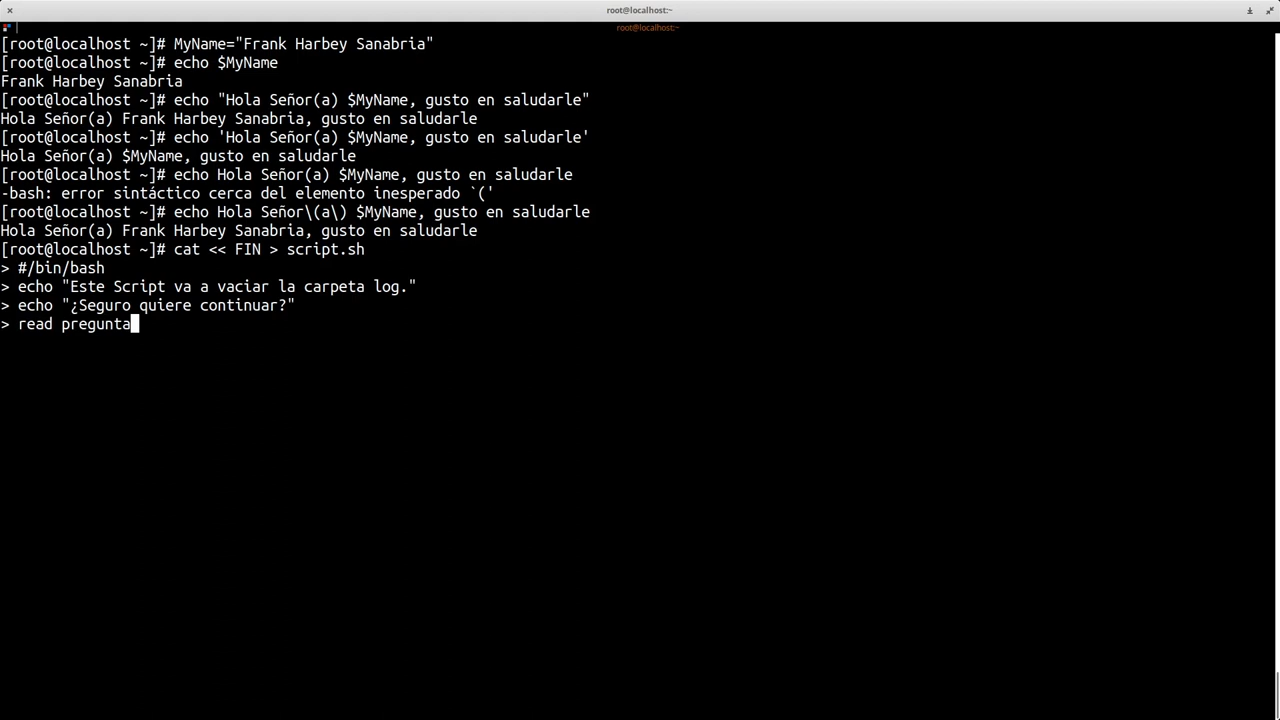 root@localhost:~
root@localhost:~
[root@localhost ~]# MyName="Frank Harbey Sanabria"
[root@localhost ~]# echo $MyName
Frank Harbey Sanabria
[root@localhost ~]# echo "Hola Señor(a) $MyName, gusto en saludarle"
Hola Señor(a) Frank Harbey Sanabria, gusto en saludarle
[root@localhost ~]# echo 'Hola Señor(a) $MyName, gusto en saludarle'
Hola Señor(a) $MyName, gusto en saludarle
[root@localhost ~]# echo Hola Señor(a) $MyName, gusto en saludarle
-bash: error sintáctico cerca del elemento inesperado `('
[root@localhost ~]# echo Hola Señor\(a\) $MyName, gusto en saludarle
Hola Señor(a) Frank Harbey Sanabria, gusto en saludarle
[root@localhost ~]# cat << FIN > script.sh
> #/bin/bash
> echo "Este Script va a vaciar la carpeta log."
> echo "¿Seguro quiere continuar?"
> read pregunta